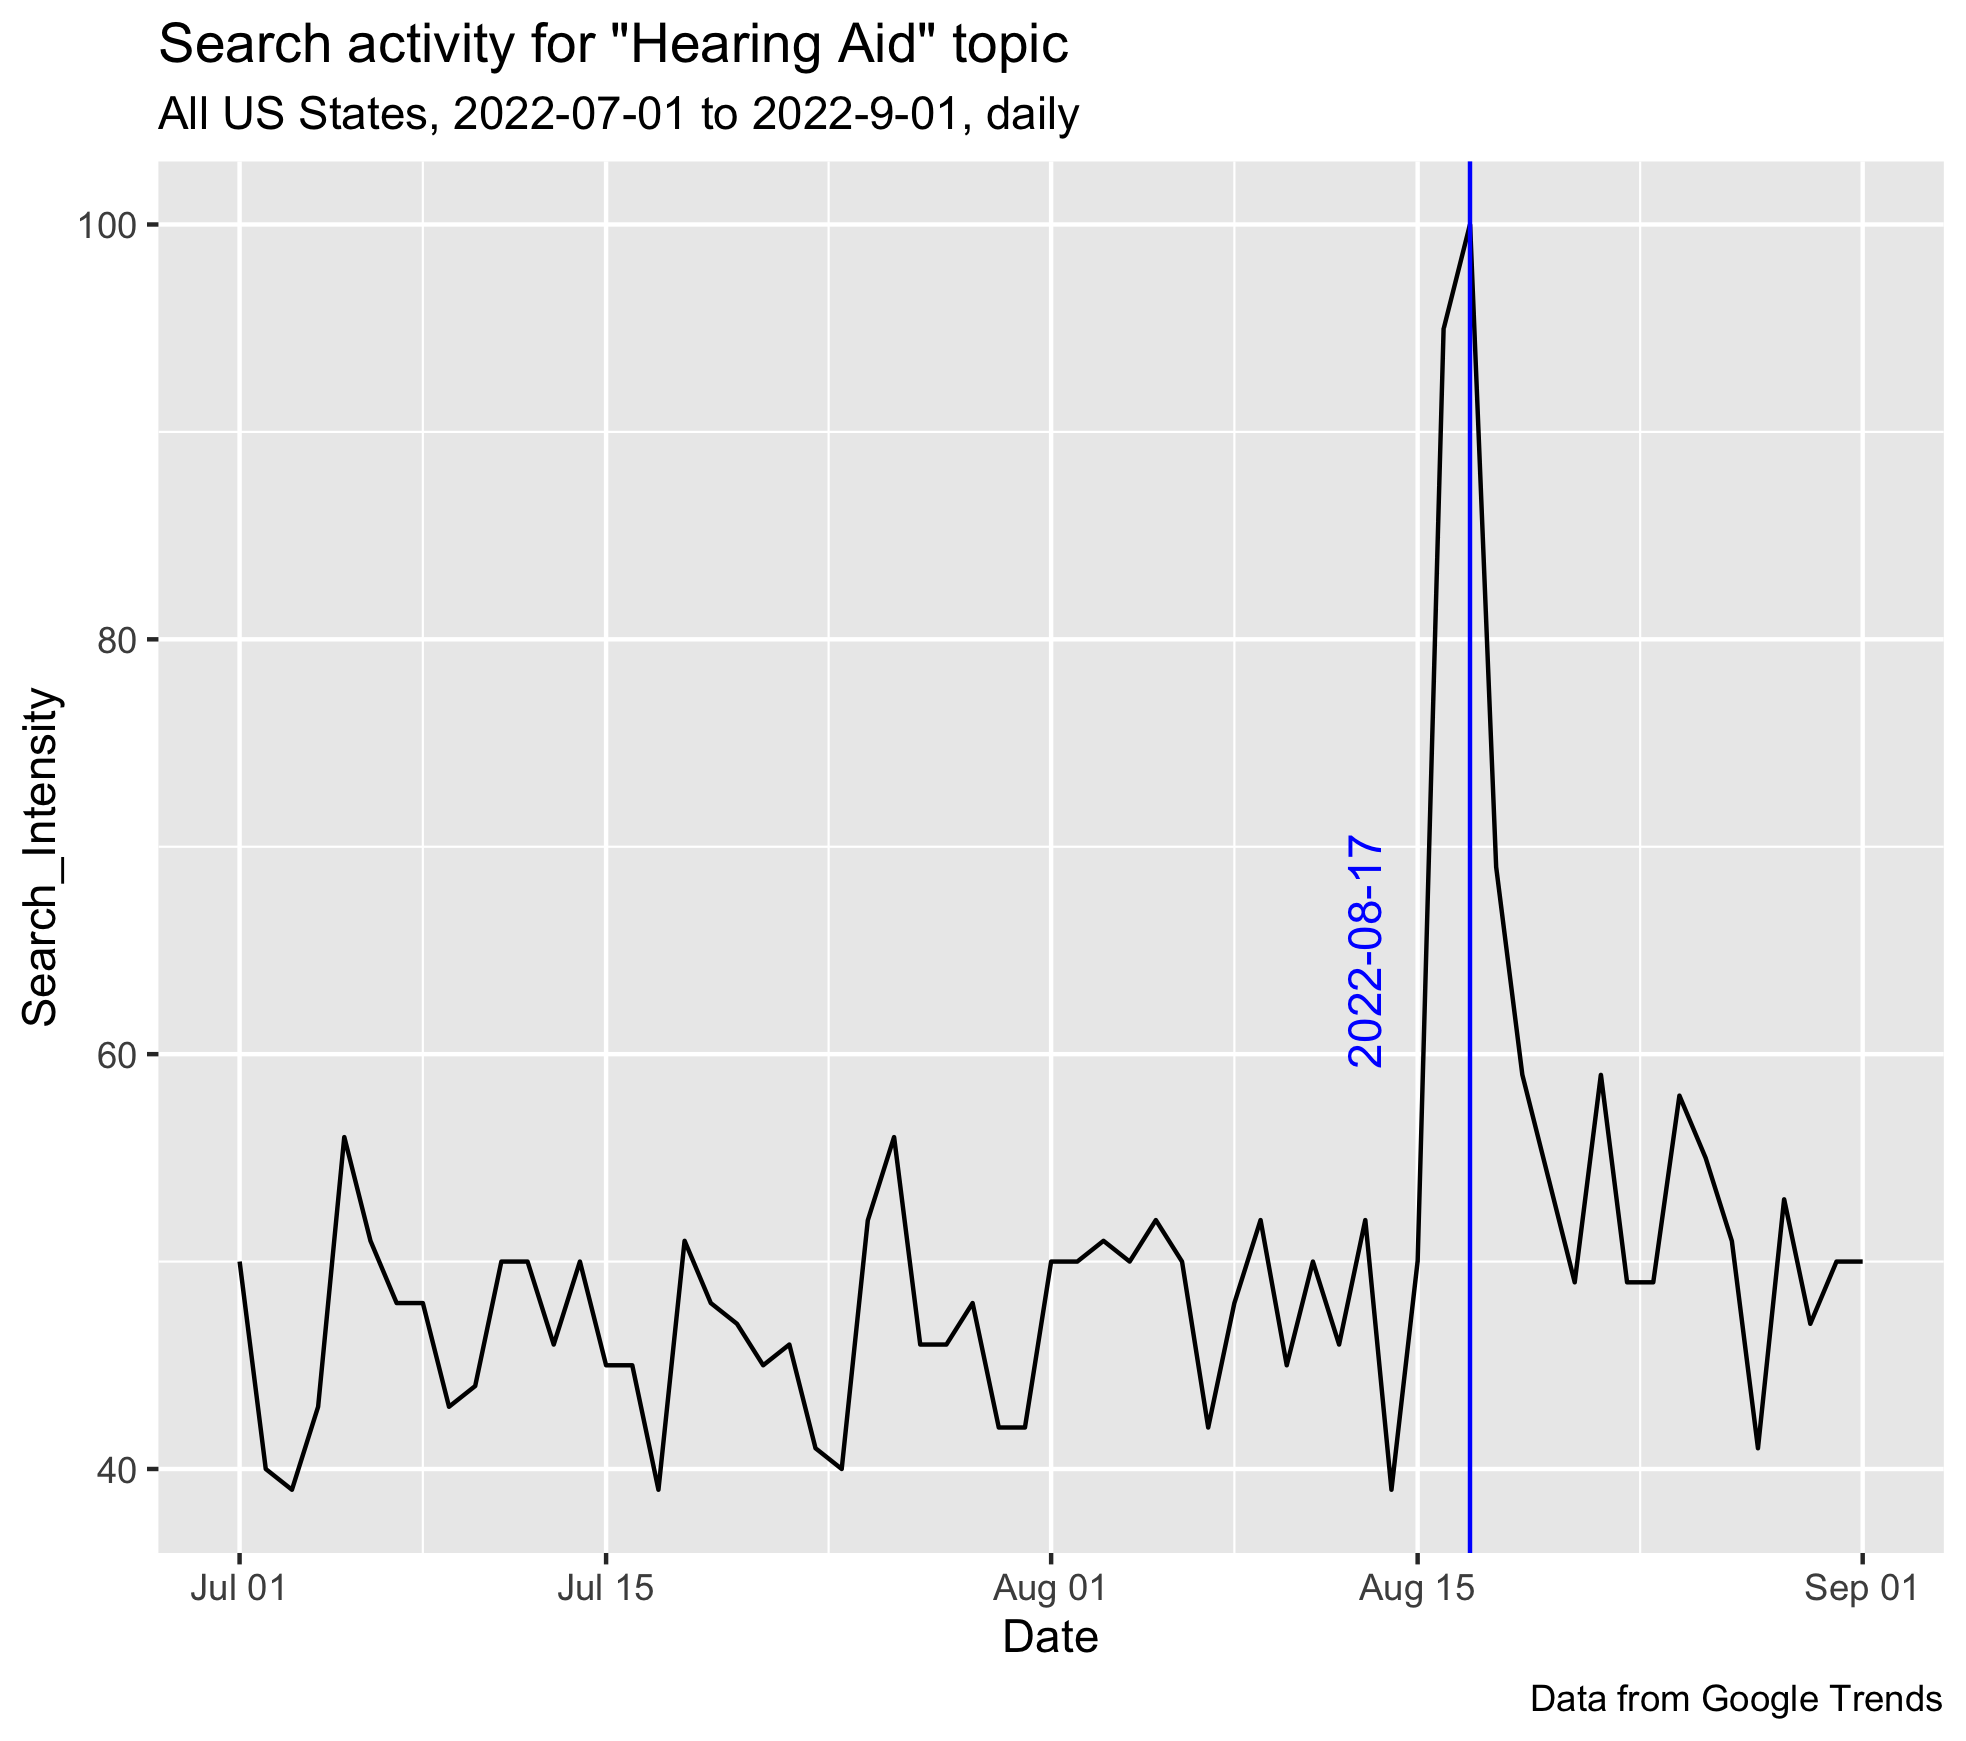 Search activity for "Hearing Aid" topic
All US States, 2022-07-01 to 2022-9-01, daily
Search_Intensity
100
80
60
40
2022-08-17
Jul 01 Jul 15 Aug 01 Aug 15 Sep 01
Date
Data from Google Trends